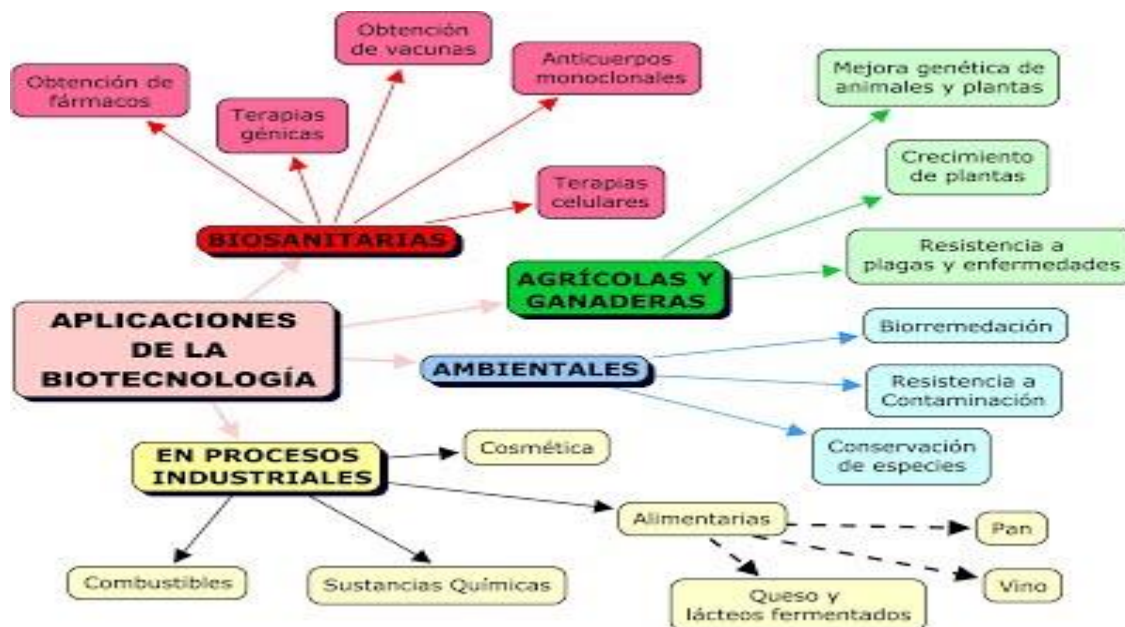 Obtención de
fármacos
Terapias
génicas
Obtención
de vacunas
Anticuerpos
monoclonales
Terapias
celulares
BIOSANITARIAS
Mejora genética de
animales y plantas
Crecimiento
de plantas
Resistencia a
plagas y enfermedades
AGRÍCOLAS Y
GANADERAS
APLICACIONES
DE LA
BIOTECNOLOGÍA
AMBIENTALES
Biorremedación
Resistencia a
Contaminación
Conservación
de especies
EN PROCESOS
INDUSTRIALES
Cosmética
Alimentarias
Pan
Vino
Queso y
lácteos fermentados
Sustancias Químicas
Combustibles